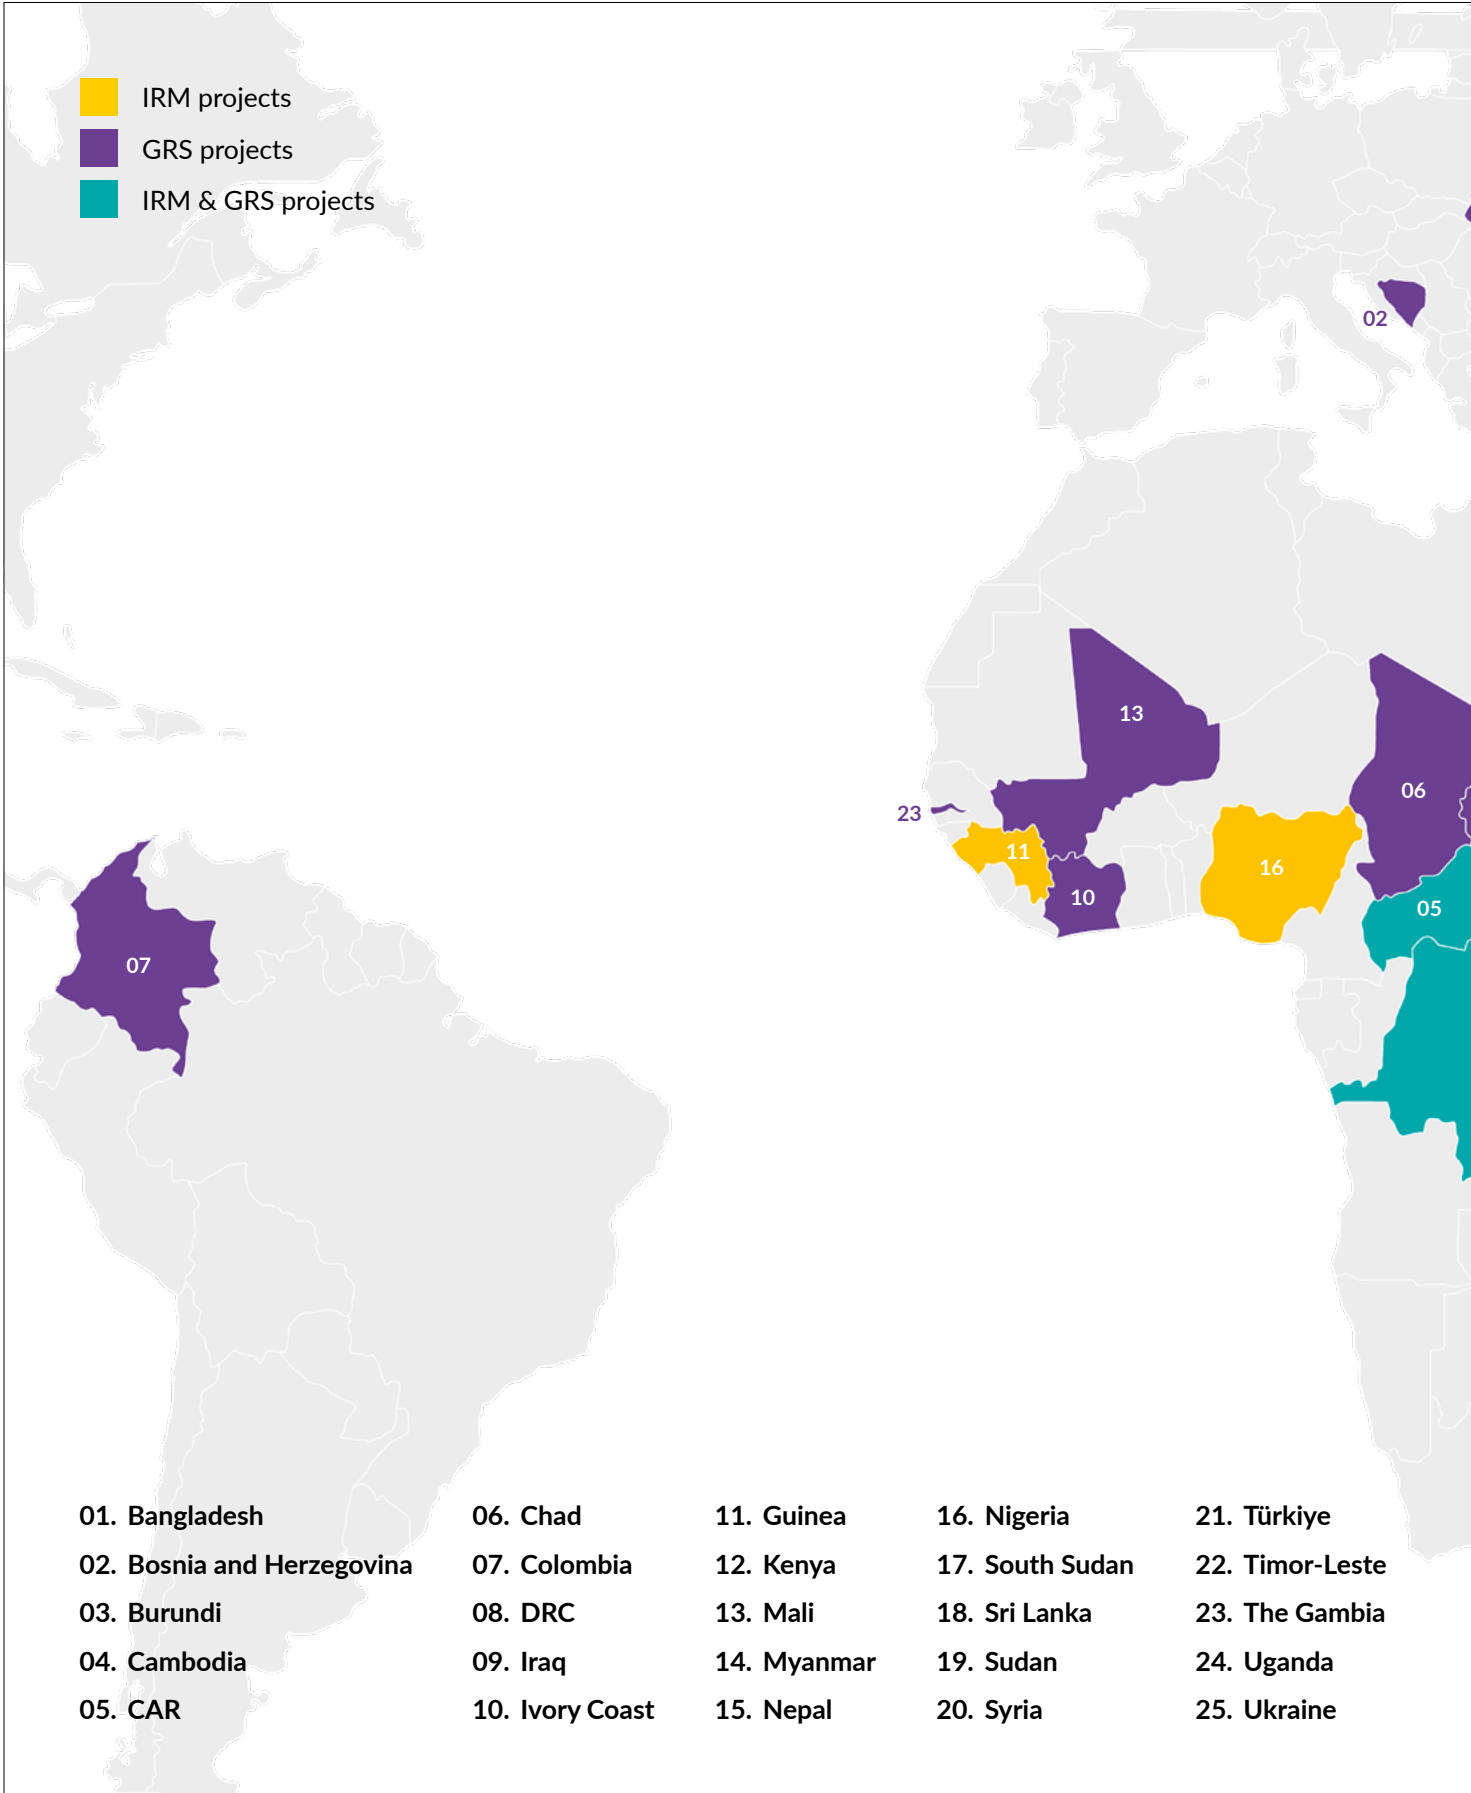 IRM projects
GRS projects
IRM & GRS projects
02
13
06
23
11
16
10
05
07
01. Bangladesh
02. Bosnia and Herzegovina
03. Burundi
04. Cambodia
05. CAR
06. Chad
07. Colombia
08. DRC
09. Iraq
10. Ivory Coast
11. Guinea
12. Kenya
13. Mali
14. Myanmar
15. Nepal
16. Nigeria
17. South Sudan
18. Sri Lanka
19. Sudan
20. Syria
21. Türkiye
22. Timor-Leste
23. The Gambia
24. Uganda
25. Ukraine